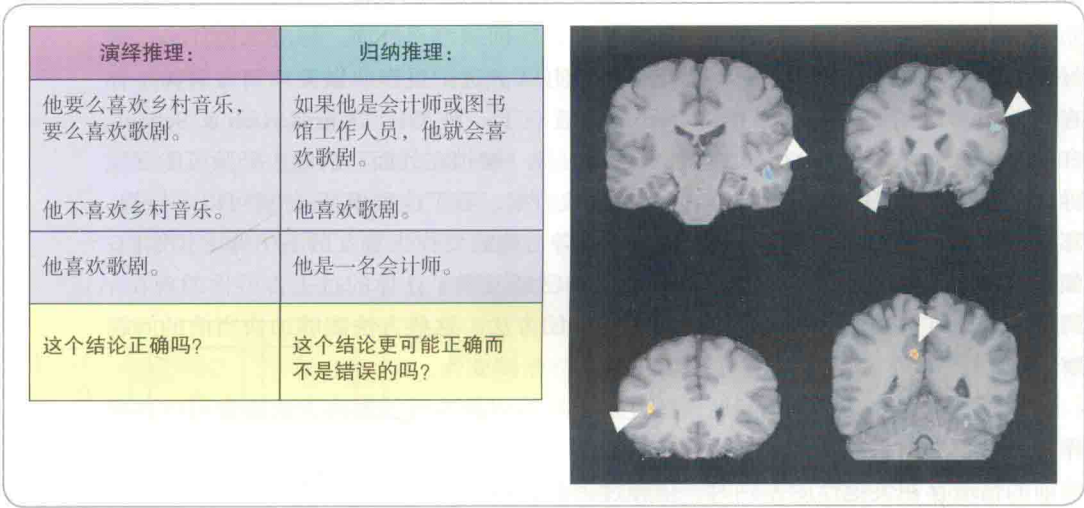 演绎推理：
归纳推理：
他要么喜欢乡村音乐，
要么喜欢歌剧。
如果他是会计师或图书
馆工作人员，他就会喜
欢歌剧。
他不喜欢乡村音乐。
他喜欢歌剧。
他喜欢歌剧。
他是一名会计师。
这个结论正确吗？
这个结论更可能正确而
不是错误的吗？